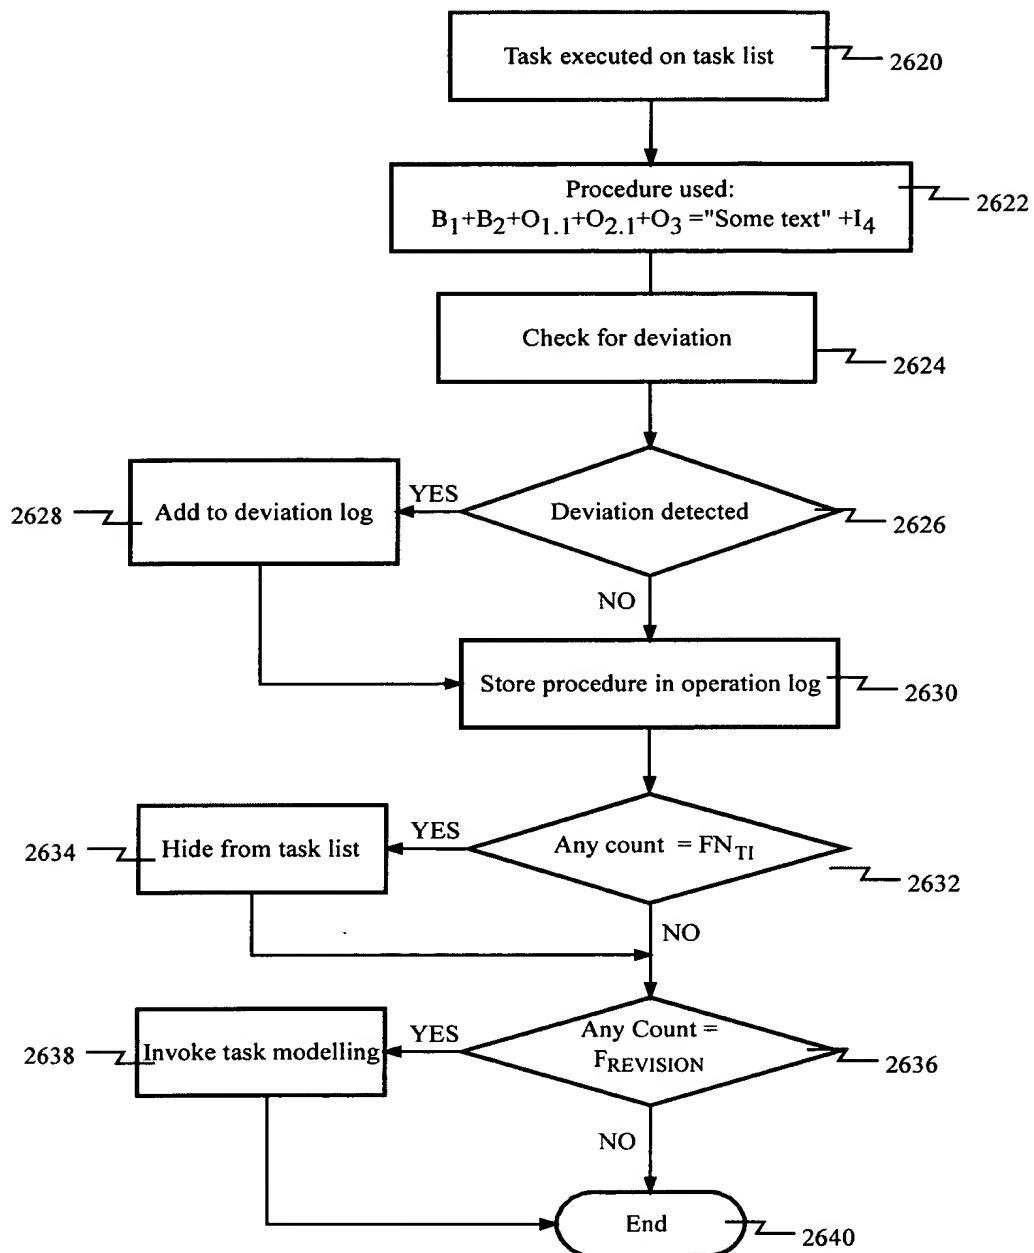 Task executed on task list
2620
Procedure used:
B1+B2+O1.1+O2.1+O3 ="Some text" +I4
2622
Check for deviation
2624
2628
Add to deviation log
YES
Deviation detected
2626
NO
Store procedure in operation log
2630
2634
Hide from task list
YES
Any count = FNTI
2632
NO
2638
Invoke task modelling
YES
Any Count =
FREVISION
2636
NO
End
2640